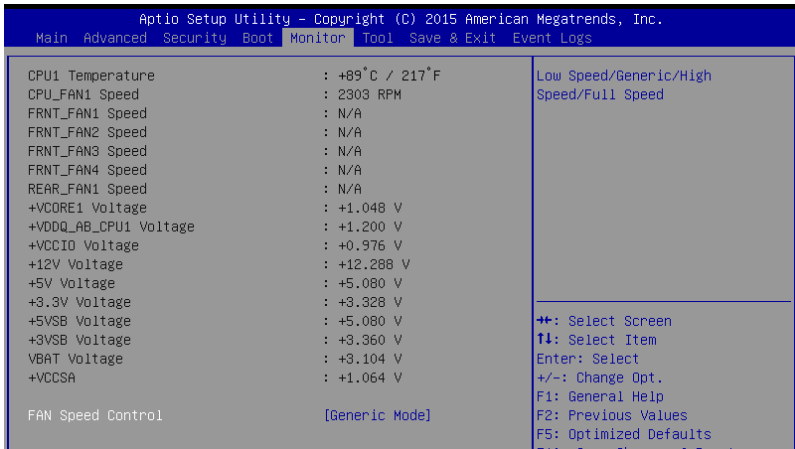 Aptio Setup Utility – Copyright (C) 2015 American Megatrends, Inc.
Main Advanced Security Boot Monitor Tool Save & Exit Event Logs
CPU1 Temperature : +89°C / 217°F
CPU_FAN1 Speed : 2303 RPM
FRNT_FAN1 Speed : N/A
FRNT_FAN2 Speed : N/A
FRNT_FAN3 Speed : N/A
FRNT_FAN4 Speed : N/A
REAR_FAN1 Speed : N/A
+VCORE1 Voltage : +1.048 V
+VDDQ_AB_CPU1 Voltage : +1.200 V
+VCCIO Voltage : +0.976 V
+12V Voltage : +12.288 V
+5V Voltage : +5.080 V
+3.3V Voltage : +3.328 V
+5VSB Voltage : +5.080 V
+3VSB Voltage : +3.360 V
VBAT Voltage : +3.104 V
+VCCSA : +1.064 V
FAN Speed Control [Generic Mode]
Low Speed/Generic/High
Speed/Full Speed
→←: Select Screen
↑↓: Select Item
Enter: Select
+/-: Change Opt.
F1: General Help
F2: Previous Values
F5: Optimized Defaults